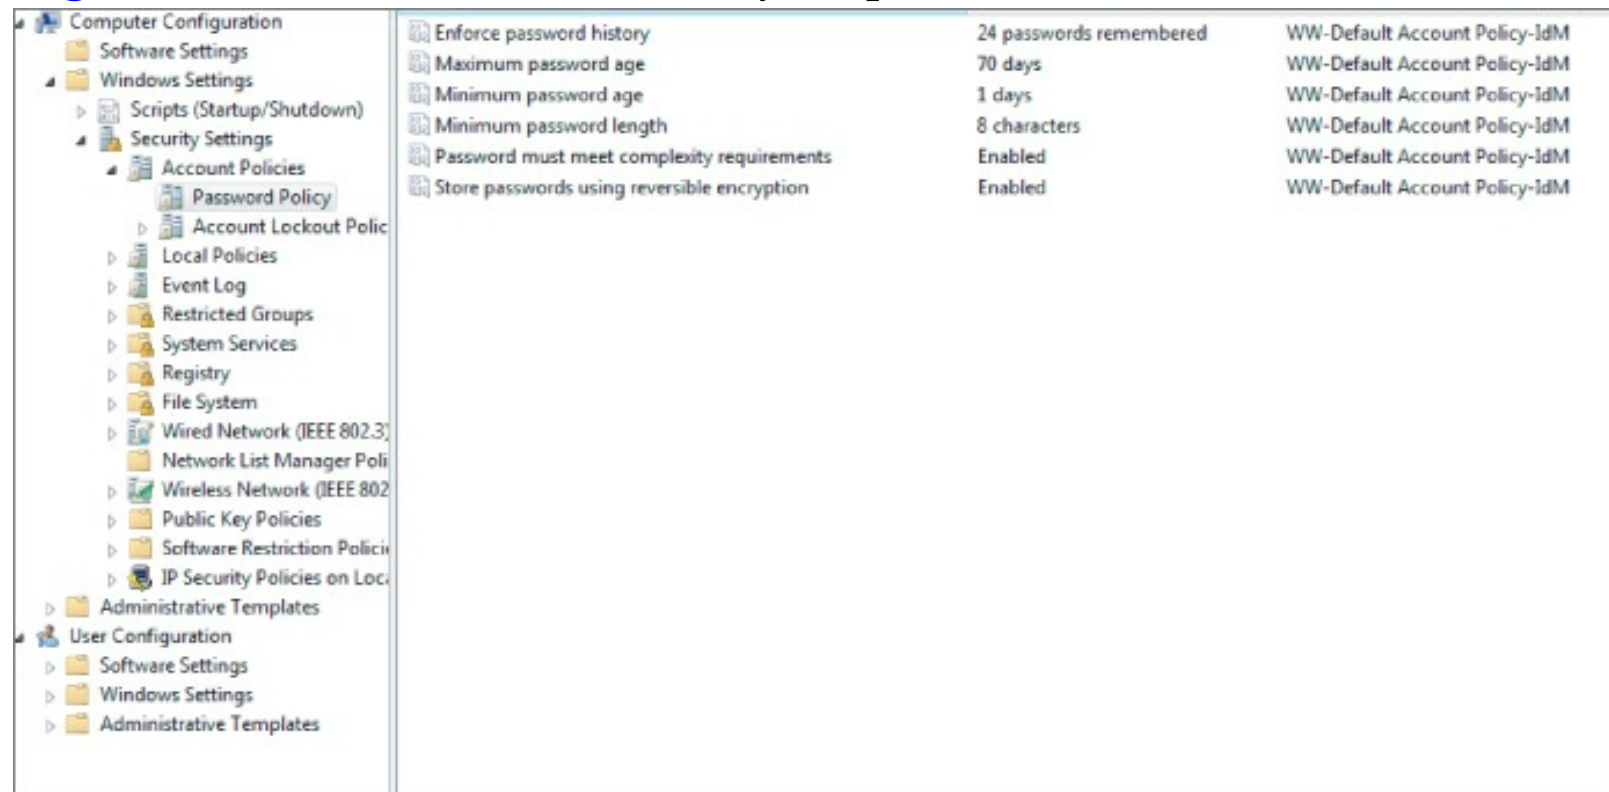 Computer Configuration
Software Settings
Windows Settings
Scripts (Startup/Shutdown)
Security Settings
Account Policies
Password Policy
Account Lockout Polic
Local Policies
Event Log
Restricted Groups
System Services
Registry
File System
Wired Network (IEEE 802.3)
Network List Manager Poli
Wireless Network (IEEE 802
Public Key Policies
Software Restriction Polici
IP Security Policies on Loca
Administrative Templates
User Configuration
Software Settings
Windows Settings
Administrative Templates
Enforce password history 24 passwords remembered WW-Default Account Policy-IdM
Maximum password age 70 days WW-Default Account Policy-IdM
Minimum password age 1 days WW-Default Account Policy-IdM
Minimum password length 8 characters WW-Default Account Policy-IdM
Password must meet complexity requirements Enabled WW-Default Account Policy-IdM
Store passwords using reversible encryption Enabled WW-Default Account Policy-IdM